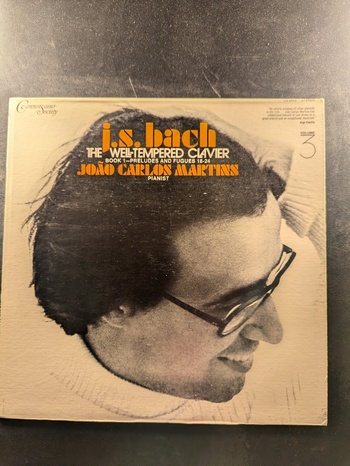 Connoisseur
Society
VOLUME
3
j.s. bach
THE WELL-TEMPERED CLAVIER
BOOK 1—PRELUDES AND FUGUES 18-24
JOÃO CARLOS MARTINS
PIANIST